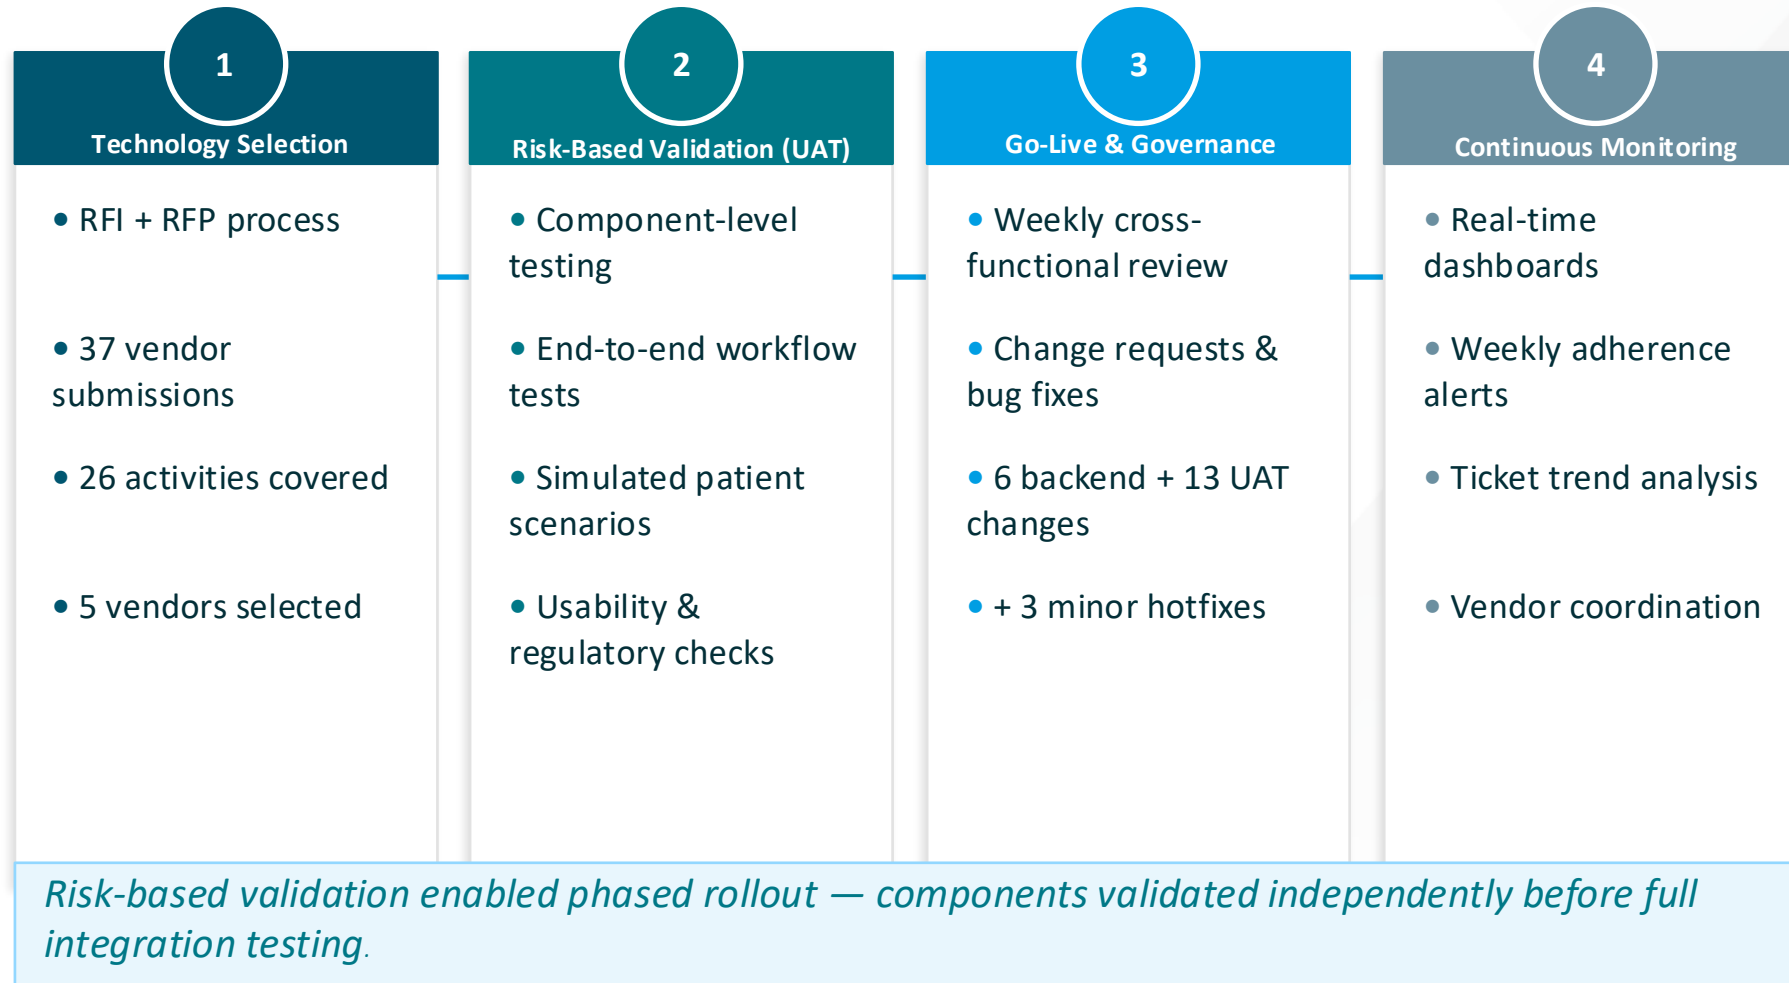 1
Technology Selection
• RFI + RFP process
• 37 vendor
submissions
• 26 activities covered
• 5 vendors selected
2
Risk-Based Validation (UAT)
• Component-level
testing
• End-to-end workflow
tests
• Simulated patient
scenarios
• Usability &
regulatory checks
3
Go-Live & Governance
• Weekly cross-
functional review
• Change requests &
bug fixes
• 6 backend + 13 UAT
changes
• + 3 minor hotfixes
4
Continuous Monitoring
• Real-time
dashboards
• Weekly adherence
alerts
• Ticket trend analysis
• Vendor coordination
Risk-based validation enabled phased rollout — components validated independently before full
integration testing.